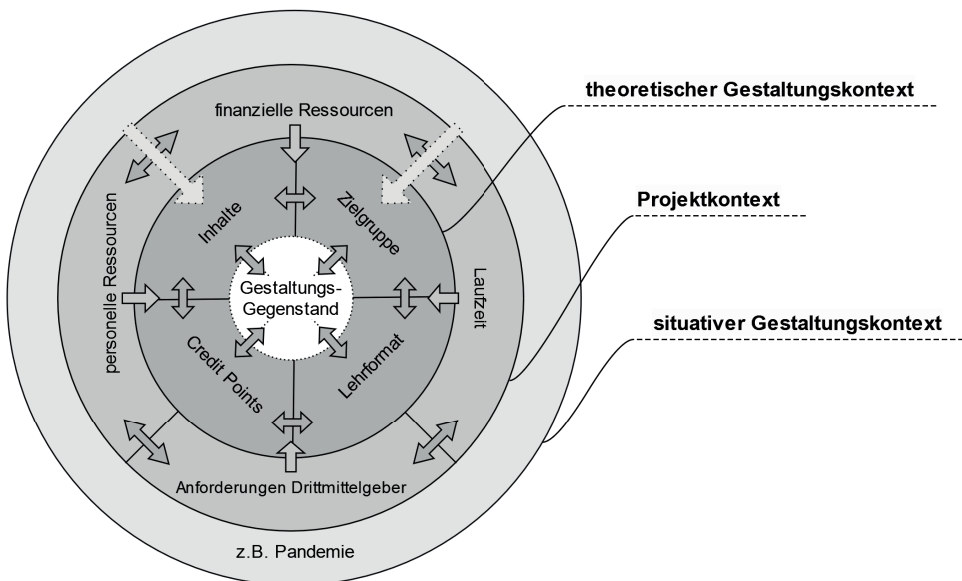 theoretischer Gestaltungskontext
finanzielle Ressourcen
Projektkontext
Inhalte
Zielgruppe
personelle Ressourcen
Gestaltungs-
Gegenstand
Laufzeit
situativer Gestaltungskontext
Credit Points
Lehrformat
Anforderungen Drittmittelgeber
z.B. Pandemie